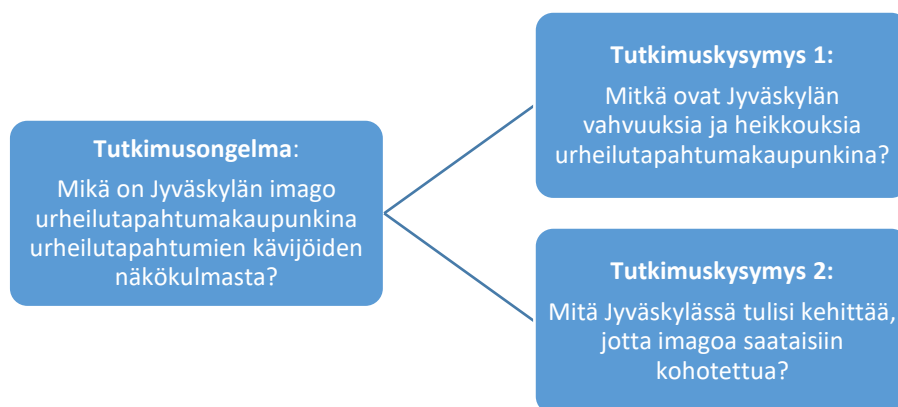 Tutkimusongelma:
Mikä on Jyväskylän imago
urheilutapahtumakaupunkina
urheilutapahtumien kävijöiden
näkökulmasta?
Tutkimuskysymys 1:
Mitkä ovat Jyväskylän
vahvuuksia ja heikkouksia
urheilutapahtumakaupunkina?
Tutkimuskysymys 2:
Mitä Jyväskylässä tulisi kehittää,
jotta imagoa saataisiin
kohotettua?